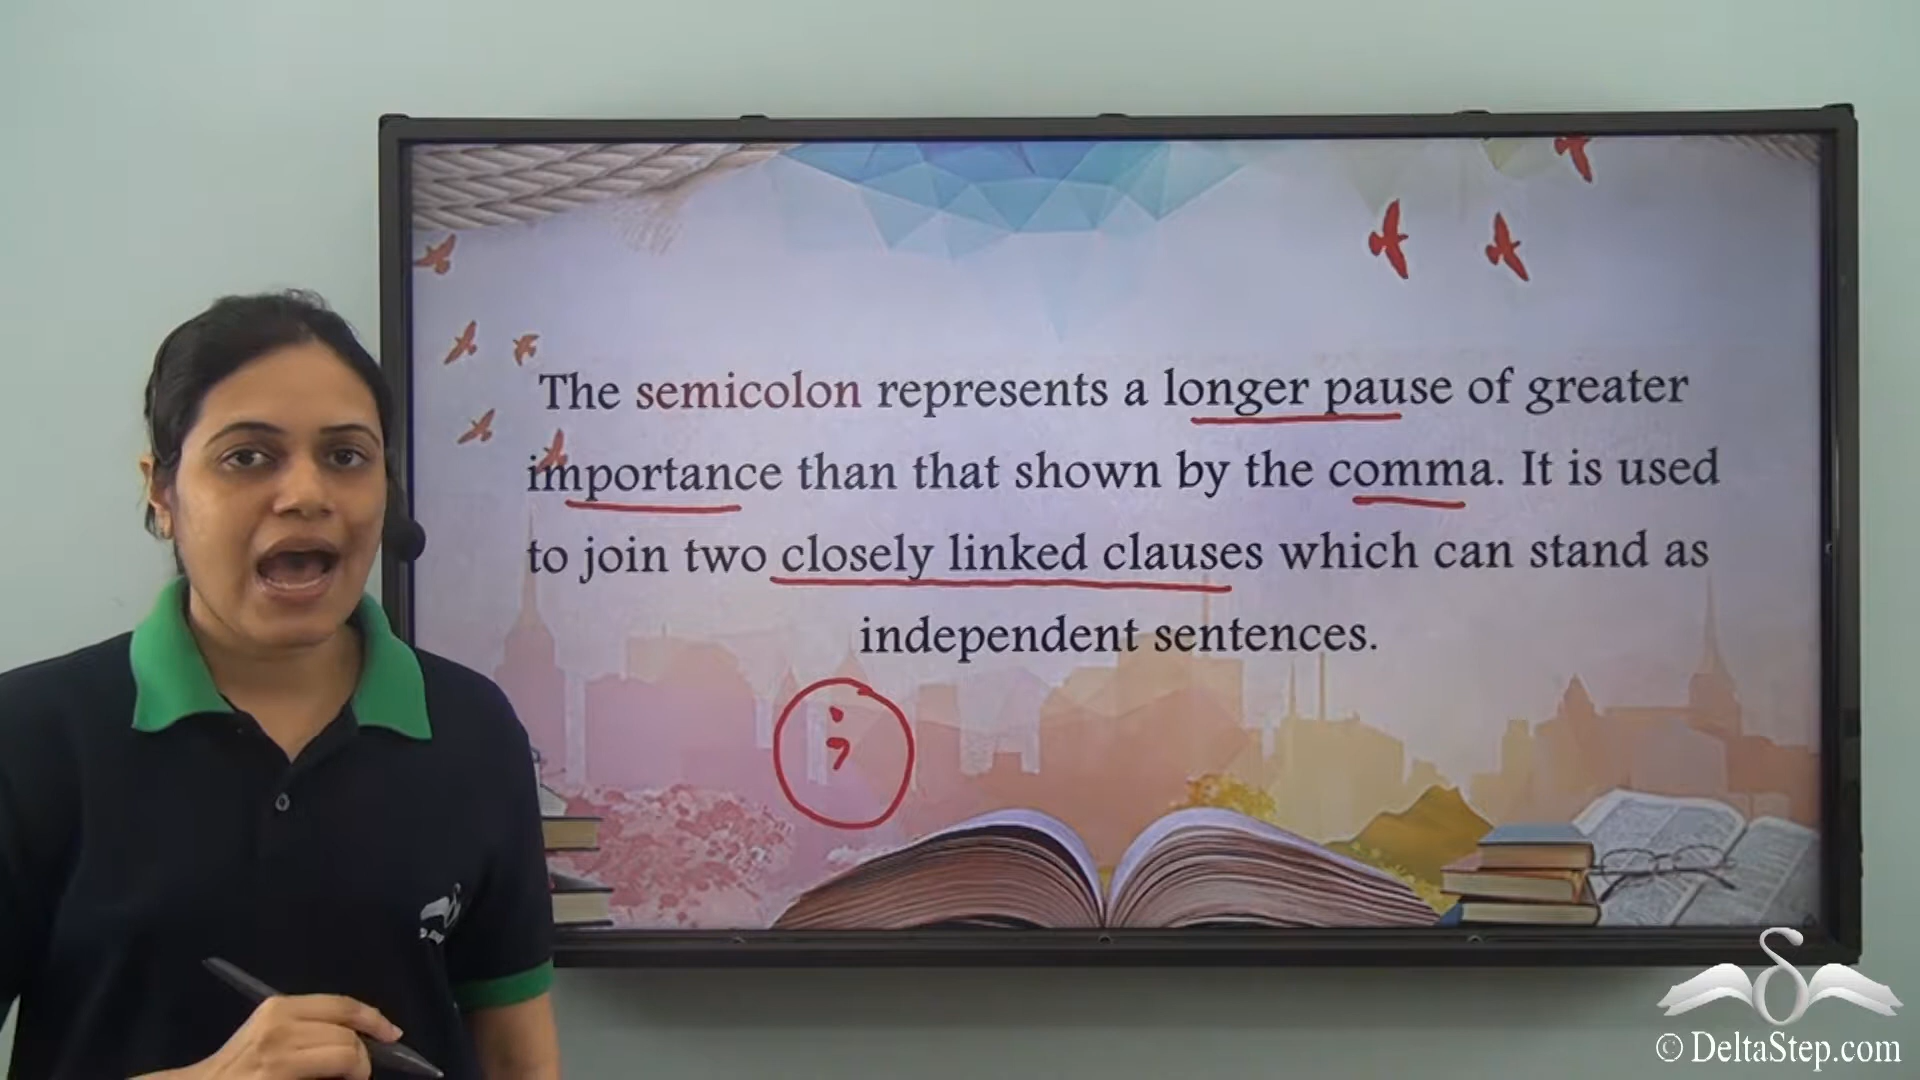 The semicolon represents a longer pause of greater
importance than that shown by the comma. It is used
to join two closely linked clauses which can stand as
independent sentences.
;
© DeltaStep.com